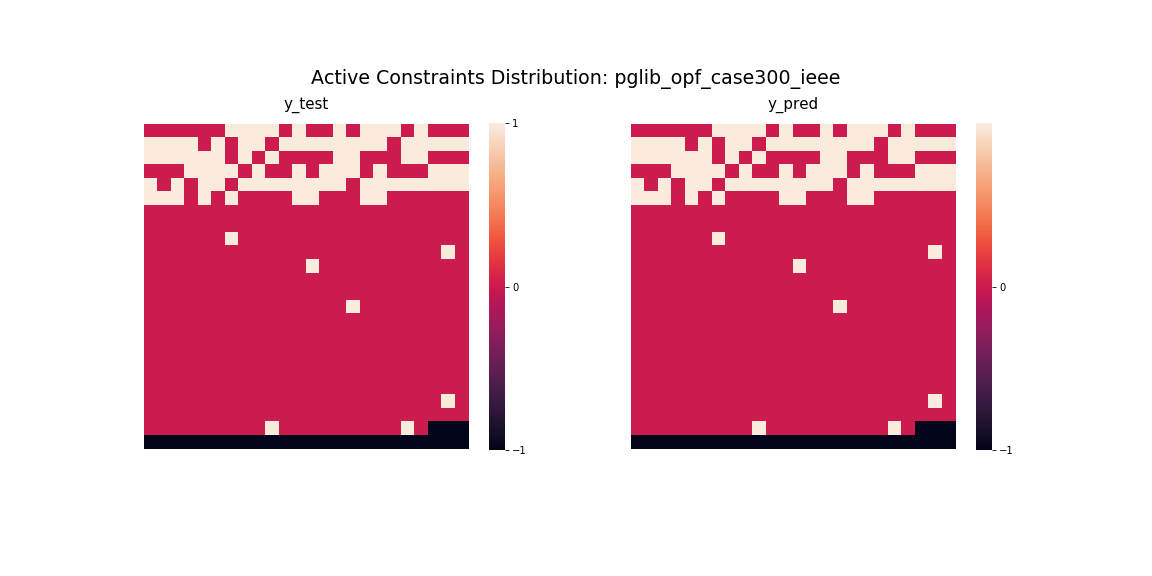 Active Constraints Distribution: pglib_opf_case300_ieee
y_test
y_pred
1
0
−1
0
−1